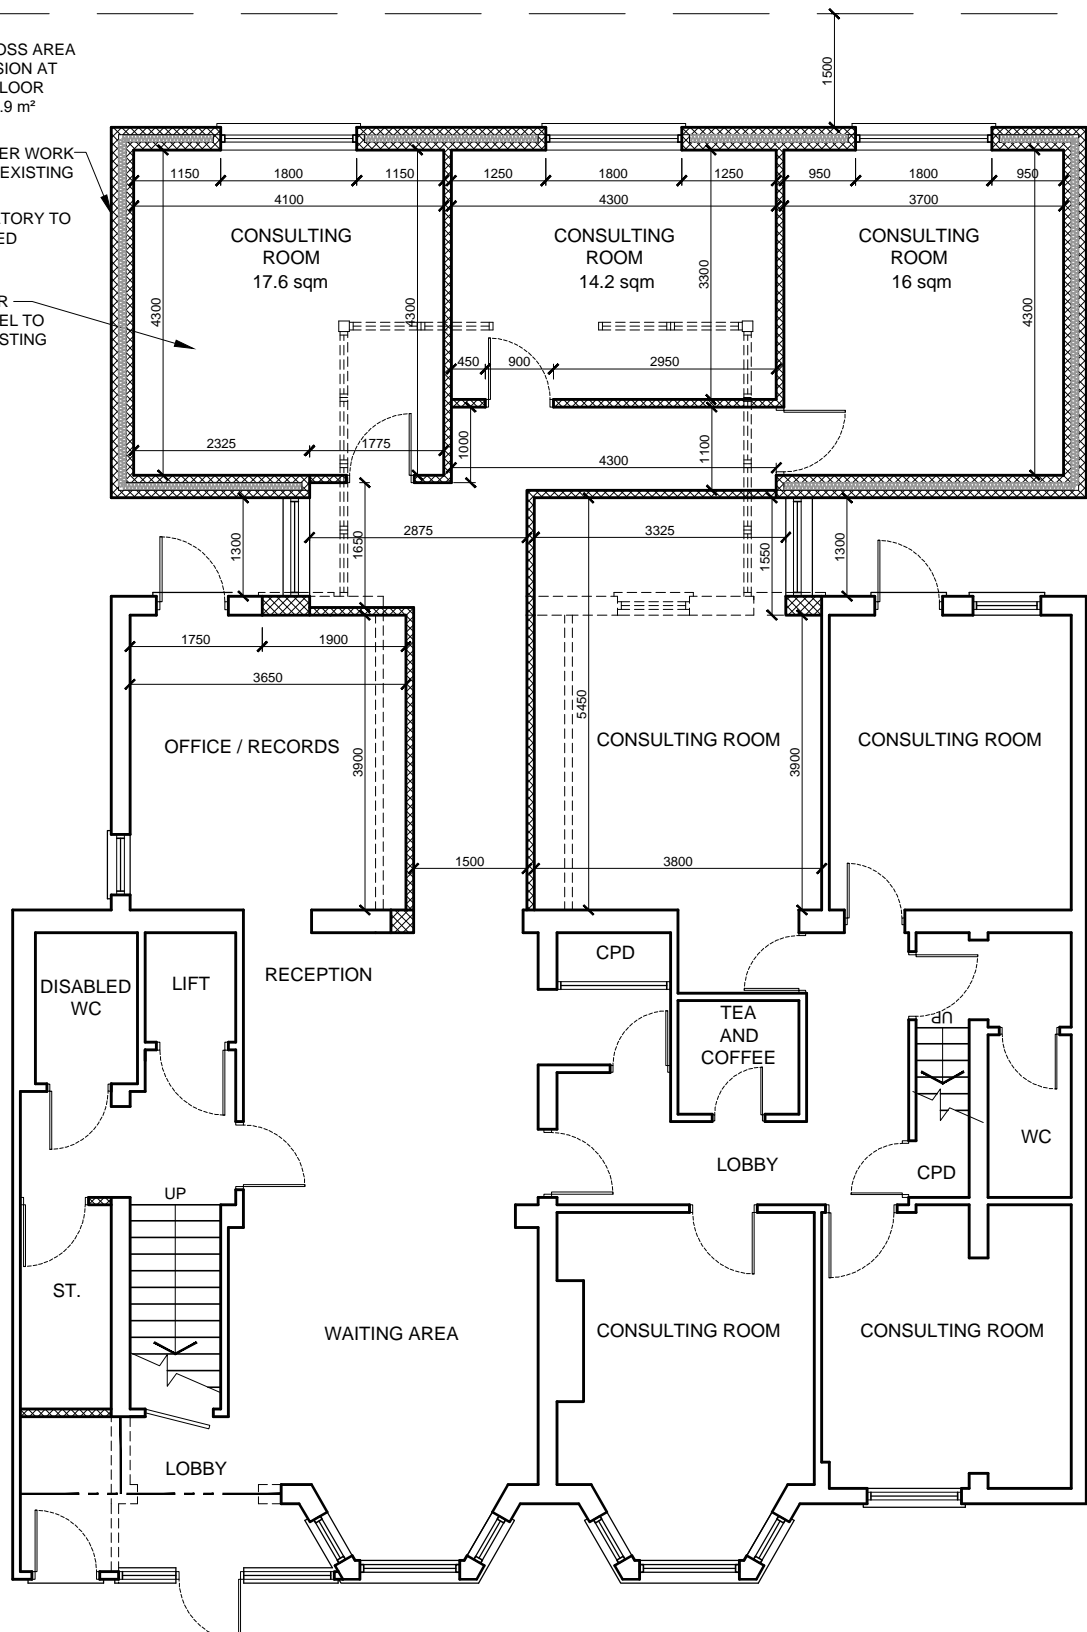 OSS AREA
SION AT
LOOR
.9 m²
1500
ER WORK
EXISTING
ATORY TO
ED
R
EL TO
STING
1150 1800 1150 1250 1800 1250 950 1800 950
4100 4300 3700
CONSULTING
ROOM
17.6 sqm
CONSULTING
ROOM
14.2 sqm
CONSULTING
ROOM
16 sqm
4300
4300
3300
4300
450 900 2950
2325 1775
1000
4300
1100
1300
1650
2875
3325
1550
1300
1750 1900
3650
OFFICE / RECORDS
3900
5450
CONSULTING ROOM
3900
CONSULTING ROOM
1500
3800
RECEPTION
CPD
DISABLED
WC
LIFT
TEA
AND
COFFEE
UP
WC
LOBBY
CPD
UP
ST.
WAITING AREA
CONSULTING ROOM
CONSULTING ROOM
LOBBY